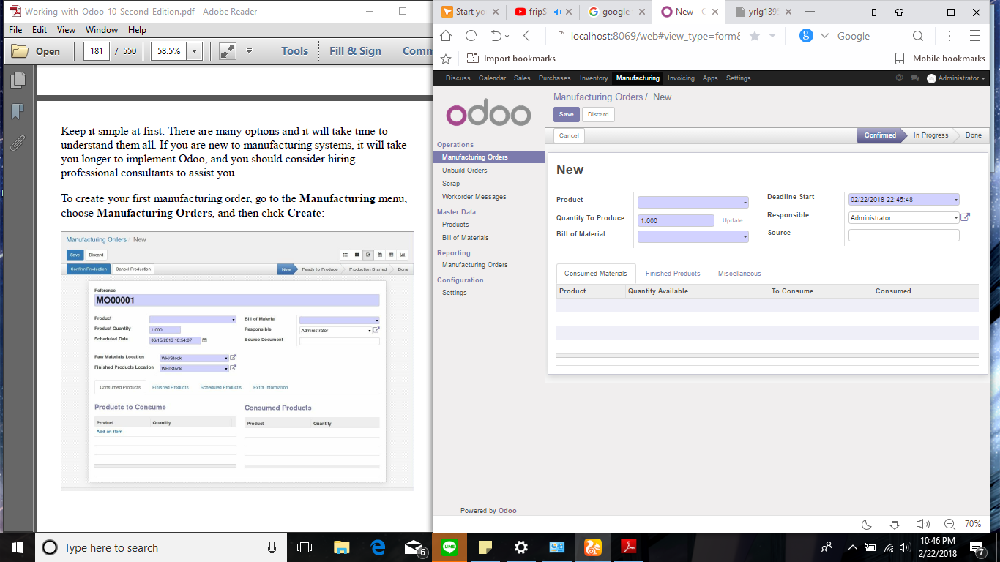 Working-with-Odoo-10-Second-Edition.pdf - Adobe Reader
File Edit View Window Help
Open 181 / 550 58.5% Tools Fill & Sign Comm
Keep it simple at first. There are many options and it will take time to
understand them all. If you are new to manufacturing systems, it will take
you longer to implement Odoo, and you should consider hiring
professional consultants to assist you.
To create your first manufacturing order, go to the Manufacturing menu,
choose Manufacturing Orders, and then click Create:
Manufacturing Orders / New
Save Discard
Confirm Production Cancel Production New Ready to Produce Production Started Done
Reference
MO00001
Product Bill of Material
Product Quantity 1.000 Responsible Administrator
Scheduled Date 06/15/2016 10:54:37 Source Document
Raw Materials Location WH/Stock
Finished Products Location WH/Stock
Consumed Products Finished Products Scheduled Products Extra Information
Products to Consume Consumed Products
Product Quantity Product Quantity
Add an item
Start yo fripS google New - yrlg139
localhost:8069/web#view_type=form& g Google
Import bookmarks Mobile bookmarks
Discuss Calendar Sales Purchases Inventory Manufacturing Invoicing Apps Settings @ Administrator
odoo
Operations
Manufacturing Orders
Unbuild Orders
Scrap
Workorder Messages
Master Data
Products
Bill of Materials
Reporting
Manufacturing Orders
Configuration
Settings
Powered by Odoo
Manufacturing Orders / New
Save Discard
Cancel Confirmed In Progress Done
New
Product Deadline Start 02/22/2018 22:45:48
Quantity To Produce 1.000 Update Responsible Administrator
Bill of Material Source
Consumed Materials Finished Products Miscellaneous
Product Quantity Available To Consume Consumed
70%
Type here to search 6 LINE 10:46 PM
2/22/2018 7